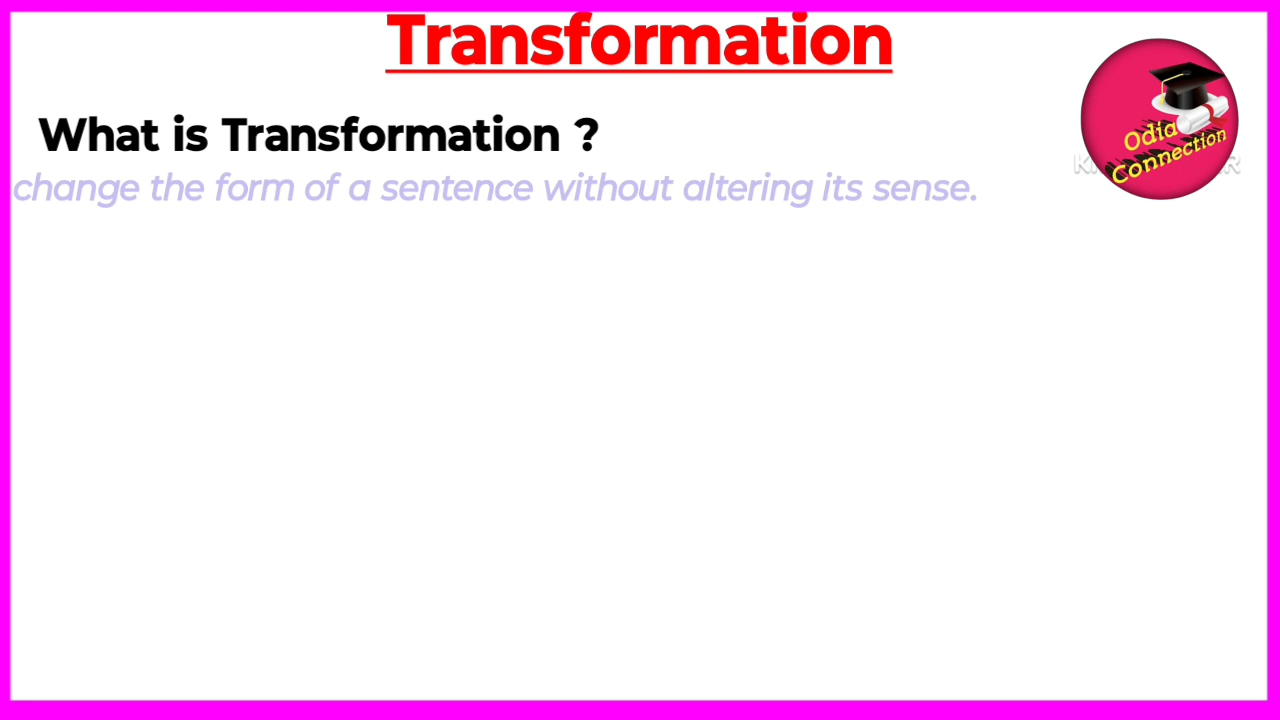 Transformation
What is Transformation ?
change the form of a sentence without altering its sense.
Odia
Connection